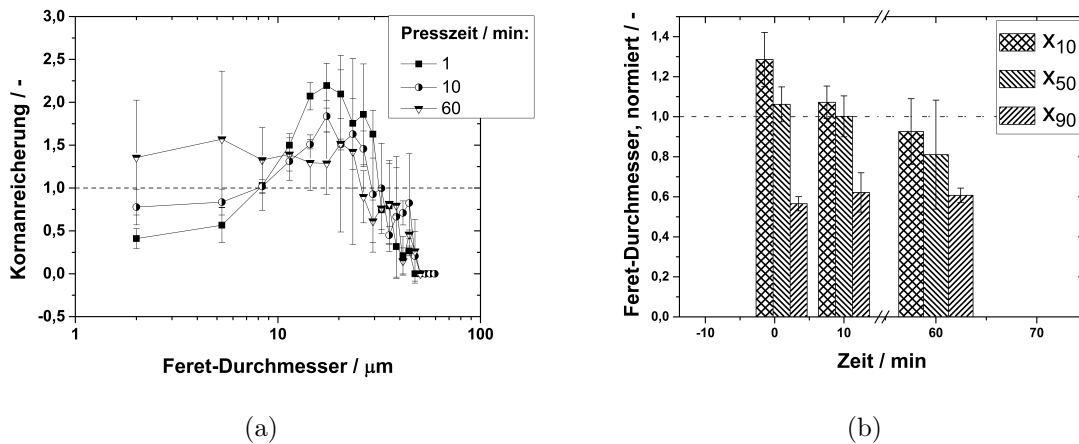 3,0
2,5
2,0
1,5
1,0
0,5
0,0
-0,5
Kornanreicherung / -
Presszeit / min:
1
10
60
1 10 100
Feret-Durchmesser / µm
(a)
1,4
1,2
1,0
0,8
0,6
0,4
0,2
0,0
Feret-Durchmesser, normiert / -
X10
X50
X90
-10 0 10 60 70
Zeit / min
(b)